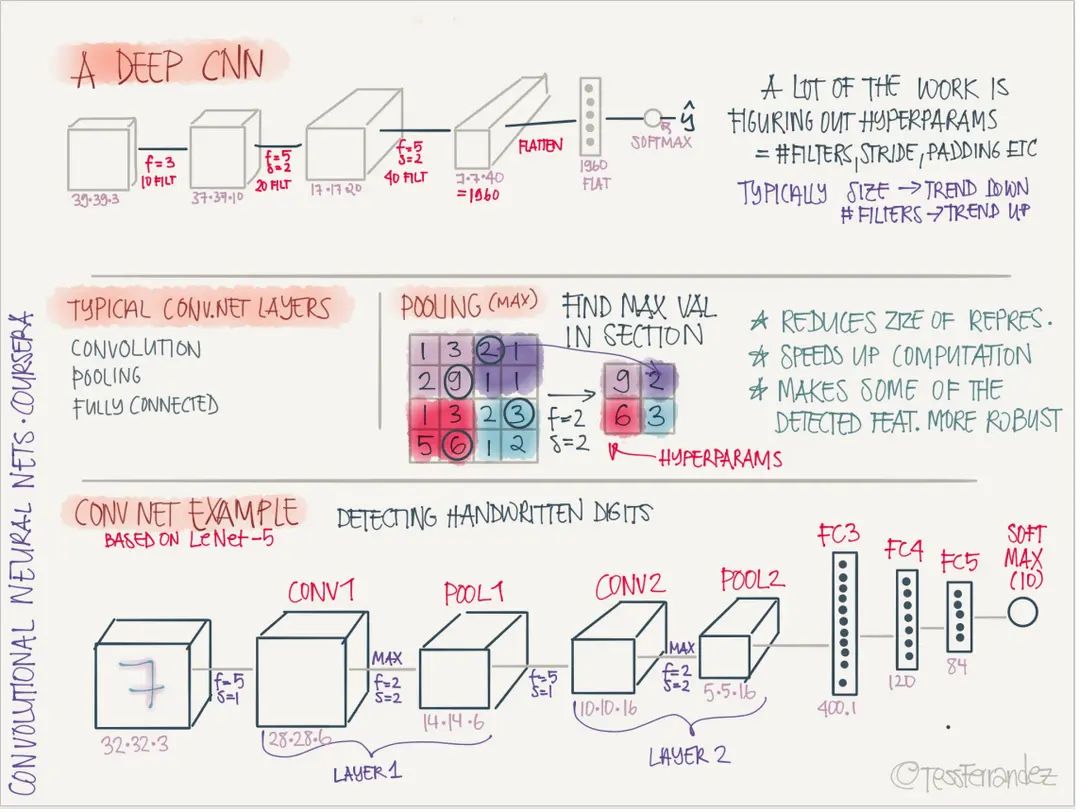 A DEEP CNN
39·39·3
f=3
10 FILT
37·37·10
f=5
s=2
20 FILT
17·17·20
f=5
s=2
40 FILT
7·7·40
=1960
FLATTEN
1960
FLAT
SOFTMAX
ŷ
A LOT OF THE WORK IS
FIGURING OUT HYPERPARAMS
= #FILTERS, STRIDE, PADDING ETC
TYPICALLY SIZE → TREND DOWN
# FILTERS → TREND UP
TYPICAL CONV.NET LAYERS
CONVOLUTION
POOLING
FULLY CONNECTED
POOLING (MAX)
FIND MAX VAL
IN SECTION
1 3 2 1
2 9 1 1
1 3 2 3
5 6 1 2
f=2
s=2
9 2
6 3
HYPERPARAMS
★ REDUCES ZIZE OF REPRES.
★ SPEEDS UP COMPUTATION
★ MAKES SOME OF THE
DETECTED FEAT. MORE ROBUST
CONV NET EXAMPLE
BASED ON LeNet-5
DETECTING HANDWRITTEN DIGITS
7
32·32·3
f=5
s=1
CONV1
28·28·6
MAX
f=2
s=2
POOL1
14·14·6
LAYER 1
f=5
s=1
CONV2
10·10·16
MAX
f=2
s=2
POOL2
5·5·16
LAYER 2
FC3
400.1
FC4
120
FC5
84
SOFT
MAX
(10)
CONVOLUTIONAL NEURAL NETS · COURSERA
©TessFerrandez